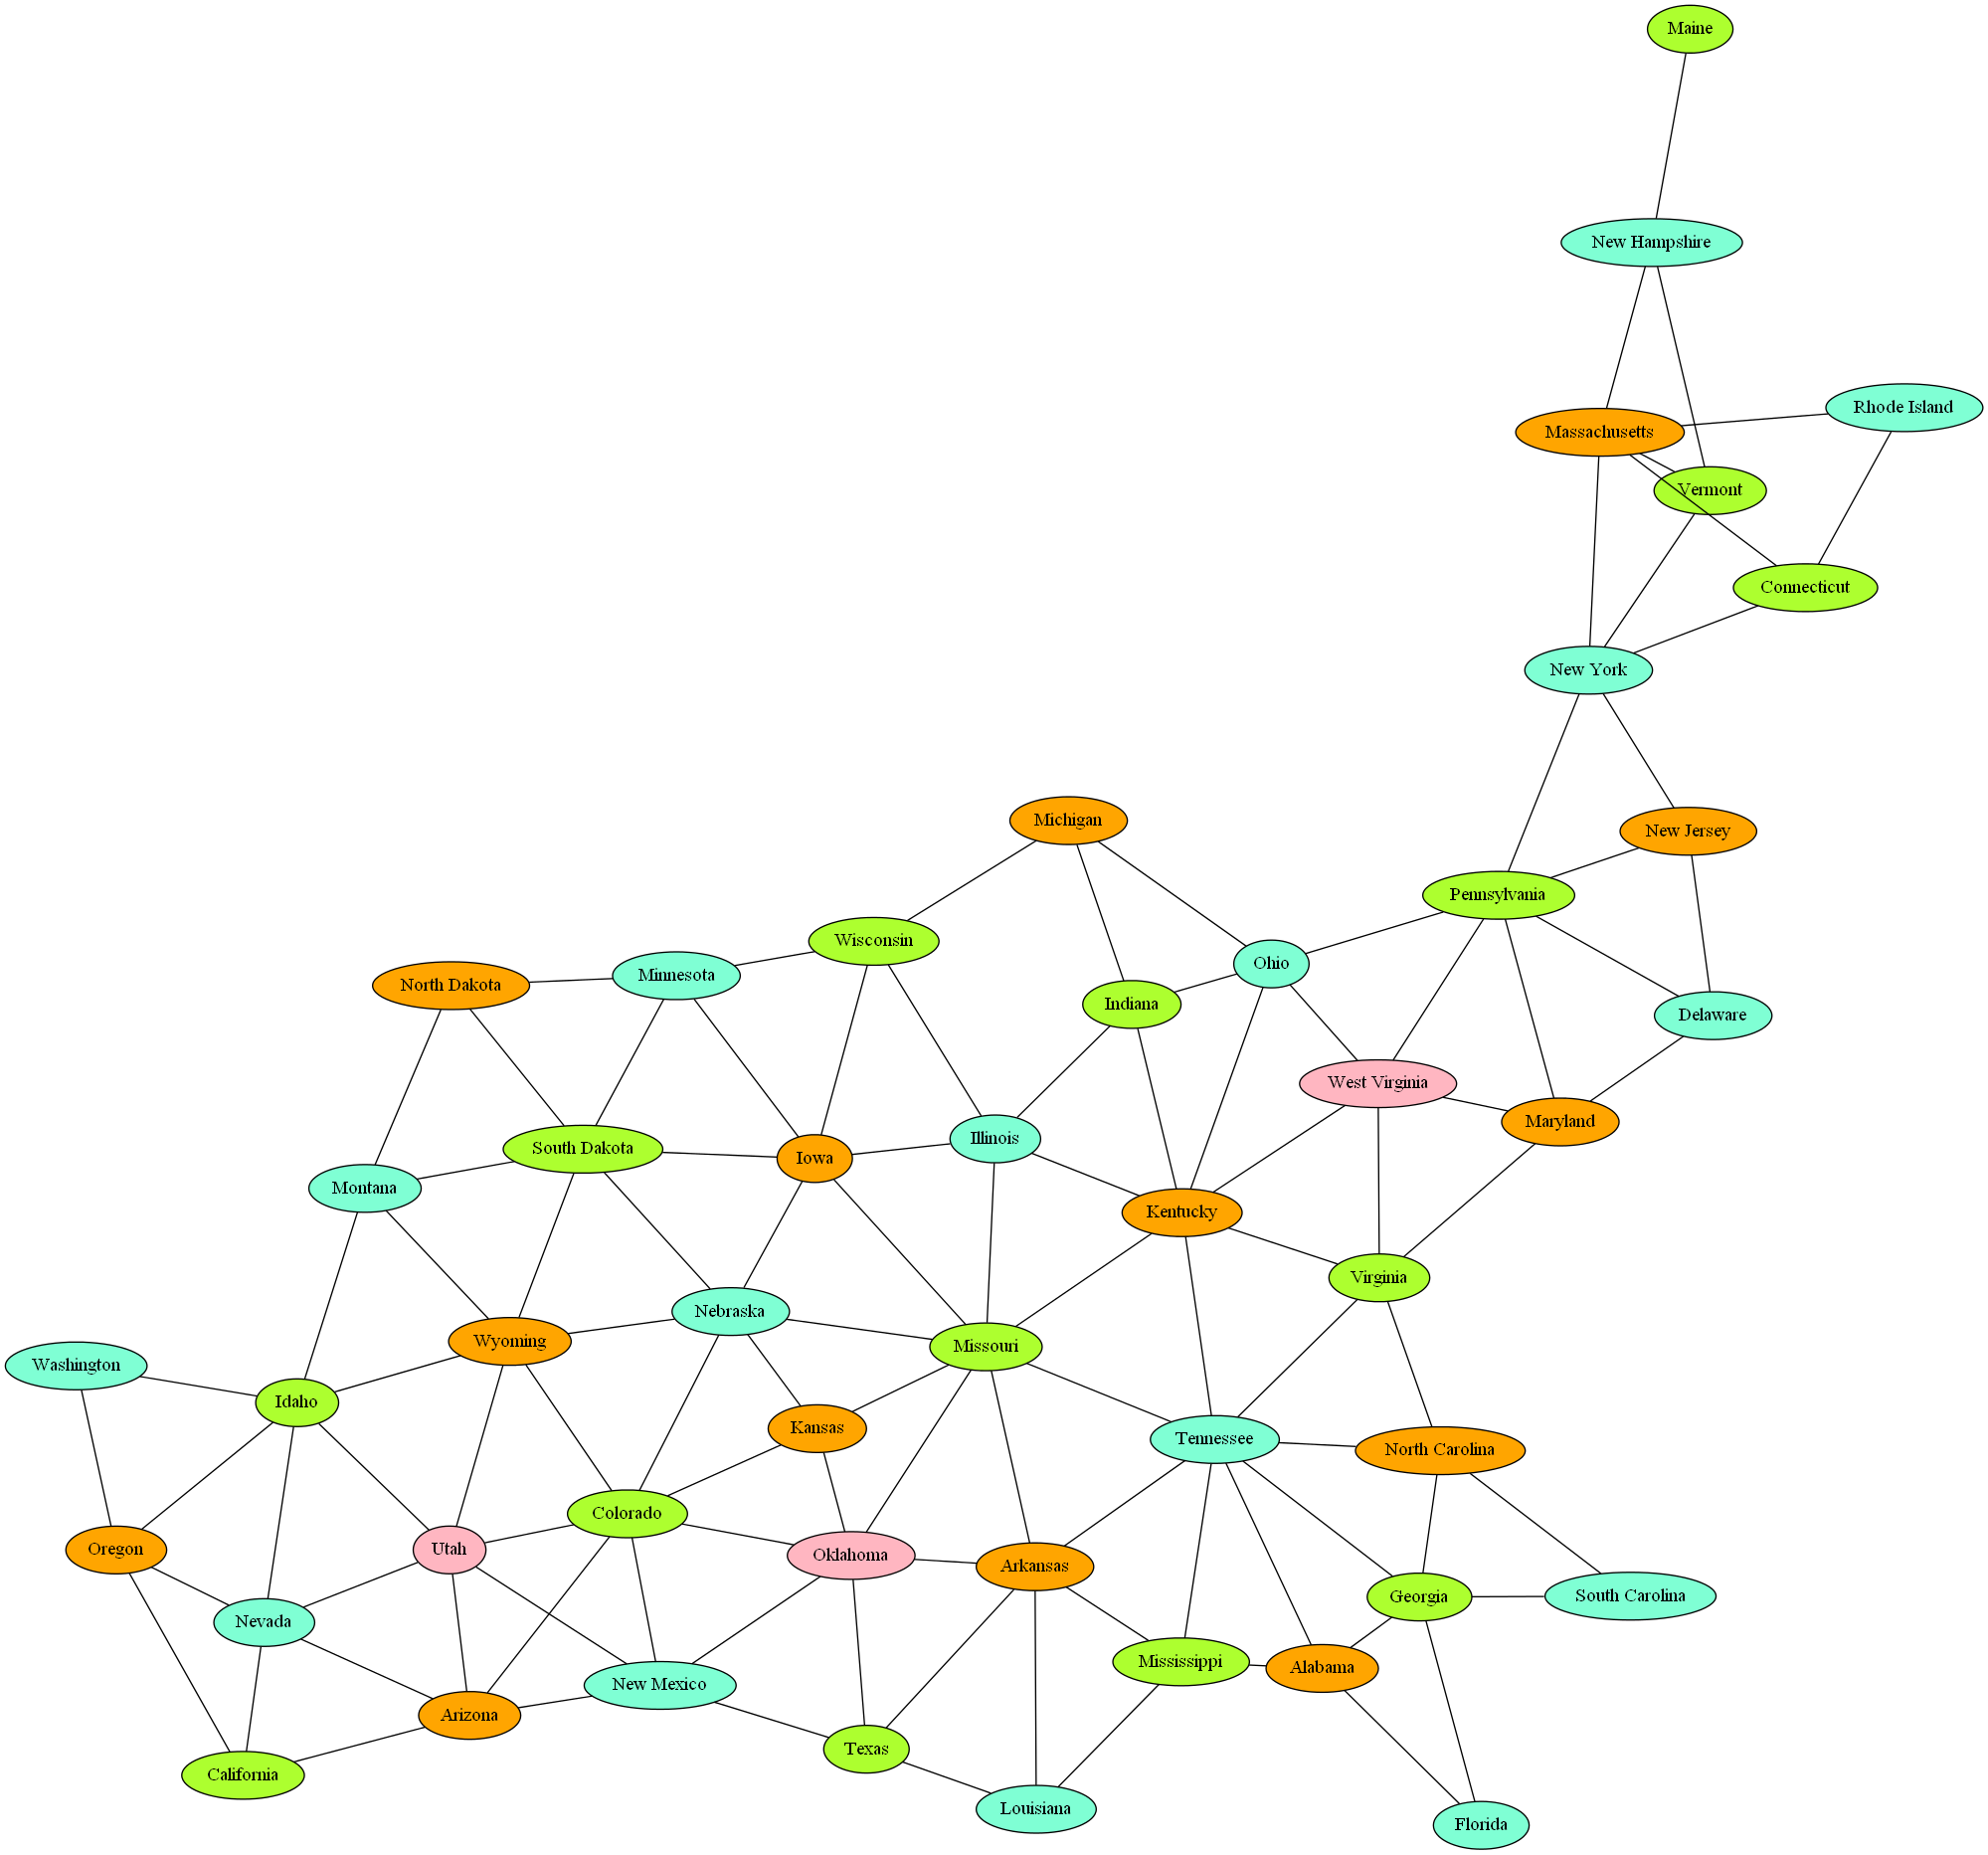 Maine
New Hampshire
Rhode Island
Massachusetts
Vermont
Connecticut
New York
Michigan
New Jersey
Pennsylvania
Wisconsin
Ohio
Minnesota
North Dakota
Indiana
Delaware
West Virginia
Maryland
Illinois
South Dakota
Iowa
Montana
Kentucky
Virginia
Nebraska
Wyoming
Missouri
Washington
Idaho
Kansas
Tennessee
North Carolina
Colorado
Oregon
Utah
Oklahoma
Arkansas
Georgia
South Carolina
Nevada
Mississippi
Alabama
New Mexico
Arizona
Texas
California
Louisiana
Florida